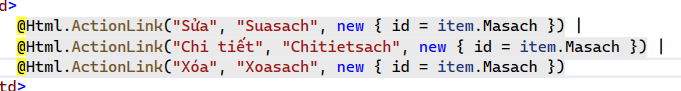 d>
@Html.ActionLink("Sửa", "Suasach", new { id = item.Masach }) |
@Html.ActionLink("Chi tiết", "Chitietsach", new { id = item.Masach }) |
@Html.ActionLink("Xóa", "Xoasach", new { id = item.Masach })
td>